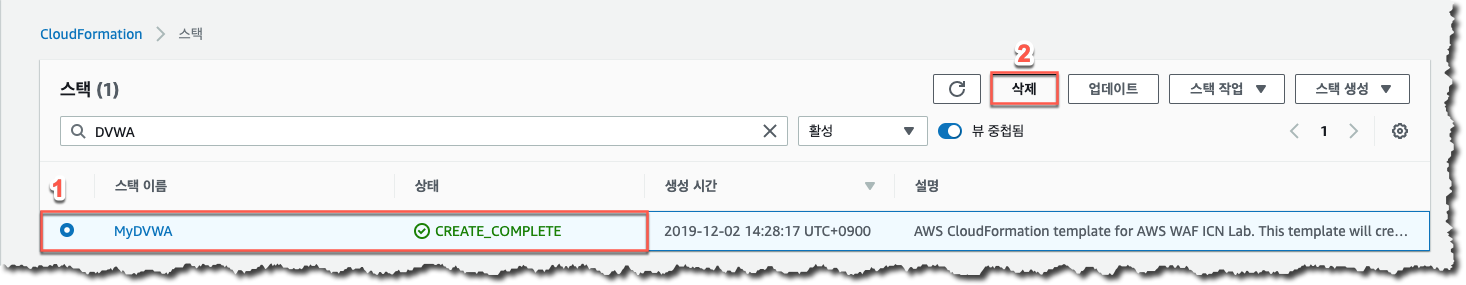 CloudFormation > 스택
2
스택 (1)
삭제
업데이트
스택 작업
스택 생성
DVWA
활성
뷰 중첩됨
1
1
스택 이름
상태
생성 시간
설명
MyDVWA
CREATE_COMPLETE
2019-12-02 14:28:17 UTC+0900
AWS CloudFormation template for AWS WAF ICN Lab. This template will cre…